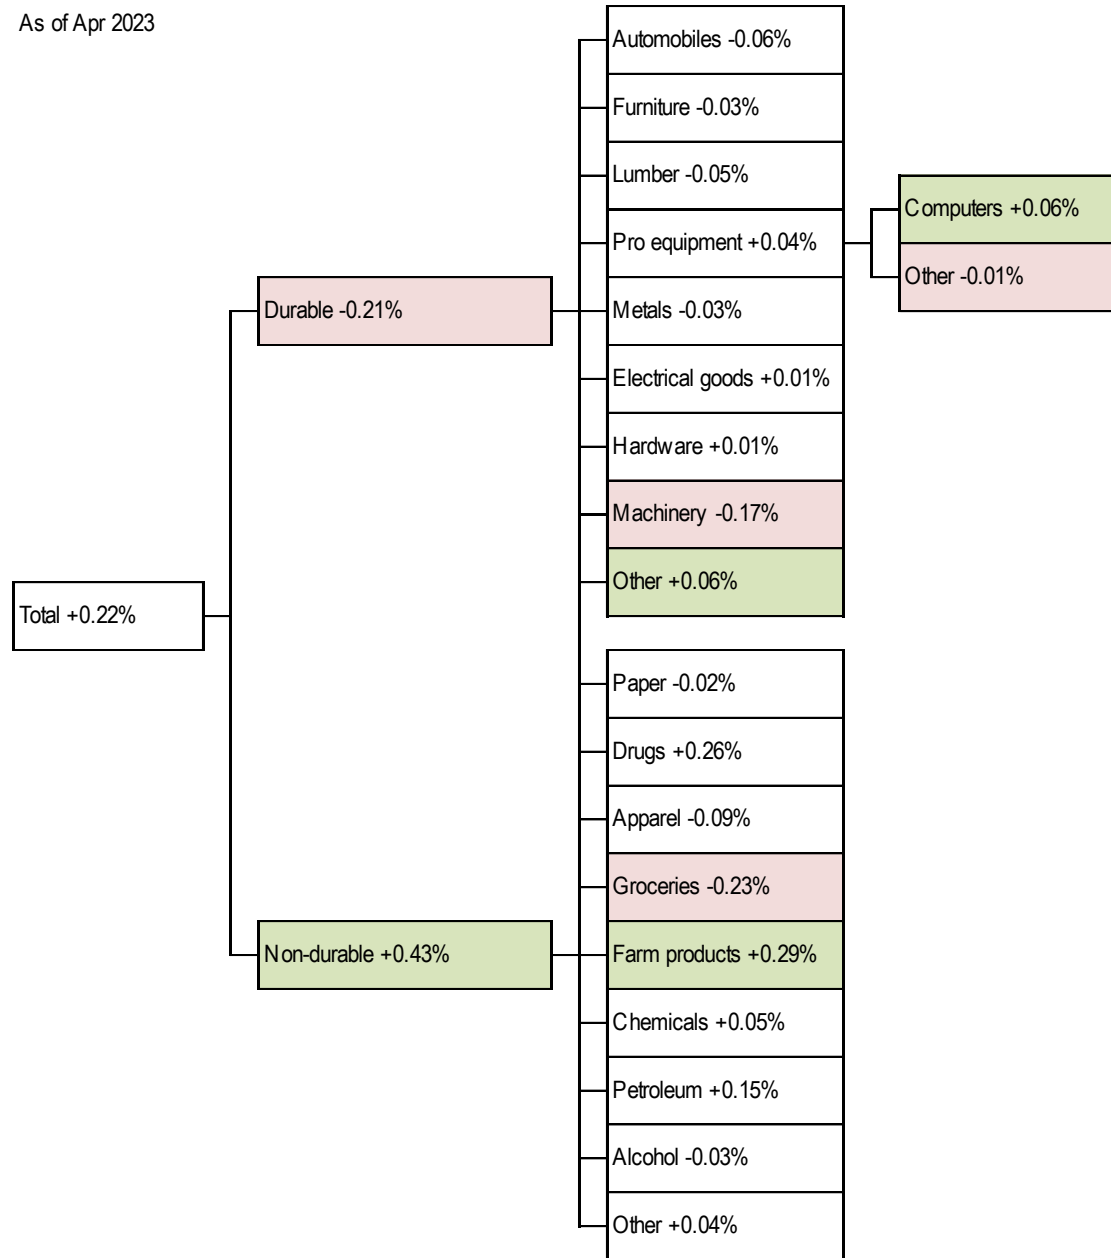 As of Apr 2023
Total +0.22%
Durable -0.21%
Automobiles -0.06%
Furniture -0.03%
Lumber -0.05%
Pro equipment +0.04%
Computers +0.06%
Other -0.01%
Metals -0.03%
Electrical goods +0.01%
Hardware +0.01%
Machinery -0.17%
Other +0.06%
Non-durable +0.43%
Paper -0.02%
Drugs +0.26%
Apparel -0.09%
Groceries -0.23%
Farm products +0.29%
Chemicals +0.05%
Petroleum +0.15%
Alcohol -0.03%
Other +0.04%